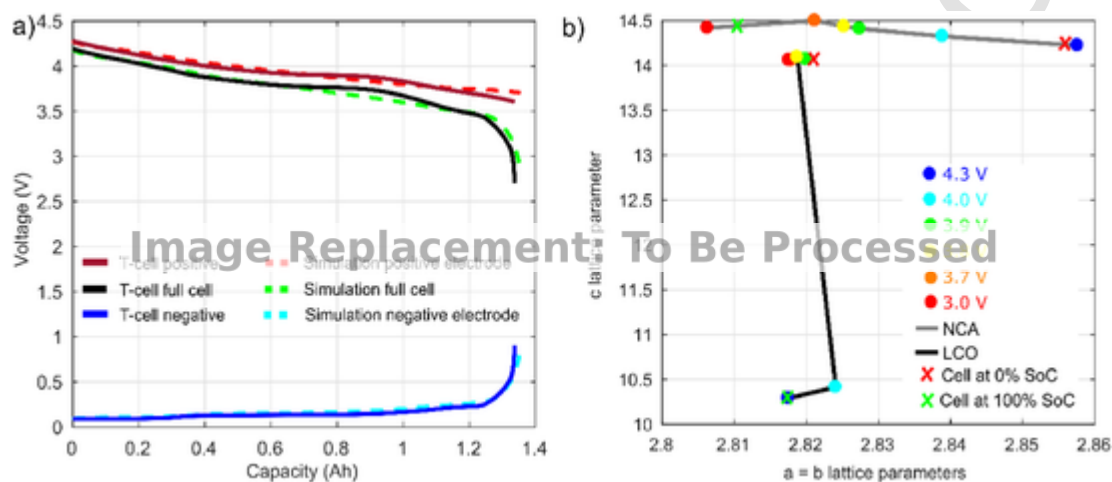 a)
4.5
4
3.5
3
2.5
2
1.5
1
0.5
0
Voltage (V)
T-cell positive
T-cell full cell
T-cell negative
Simulation positive electrode
Simulation full cell
Simulation negative electrode
0 0.2 0.4 0.6 0.8 1 1.2 1.4
Capacity (Ah)
Image Replacement: To Be Processed
b)
14.5
14
13.5
13
12.5
12
11.5
11
10.5
10
c lattice parameter
4.3 V
4.0 V
3.9 V
3.7 V
3.0 V
NCA
LCO
Cell at 0% SoC
Cell at 100% SoC
2.8 2.81 2.82 2.83 2.84 2.85 2.86
a = b lattice parameters